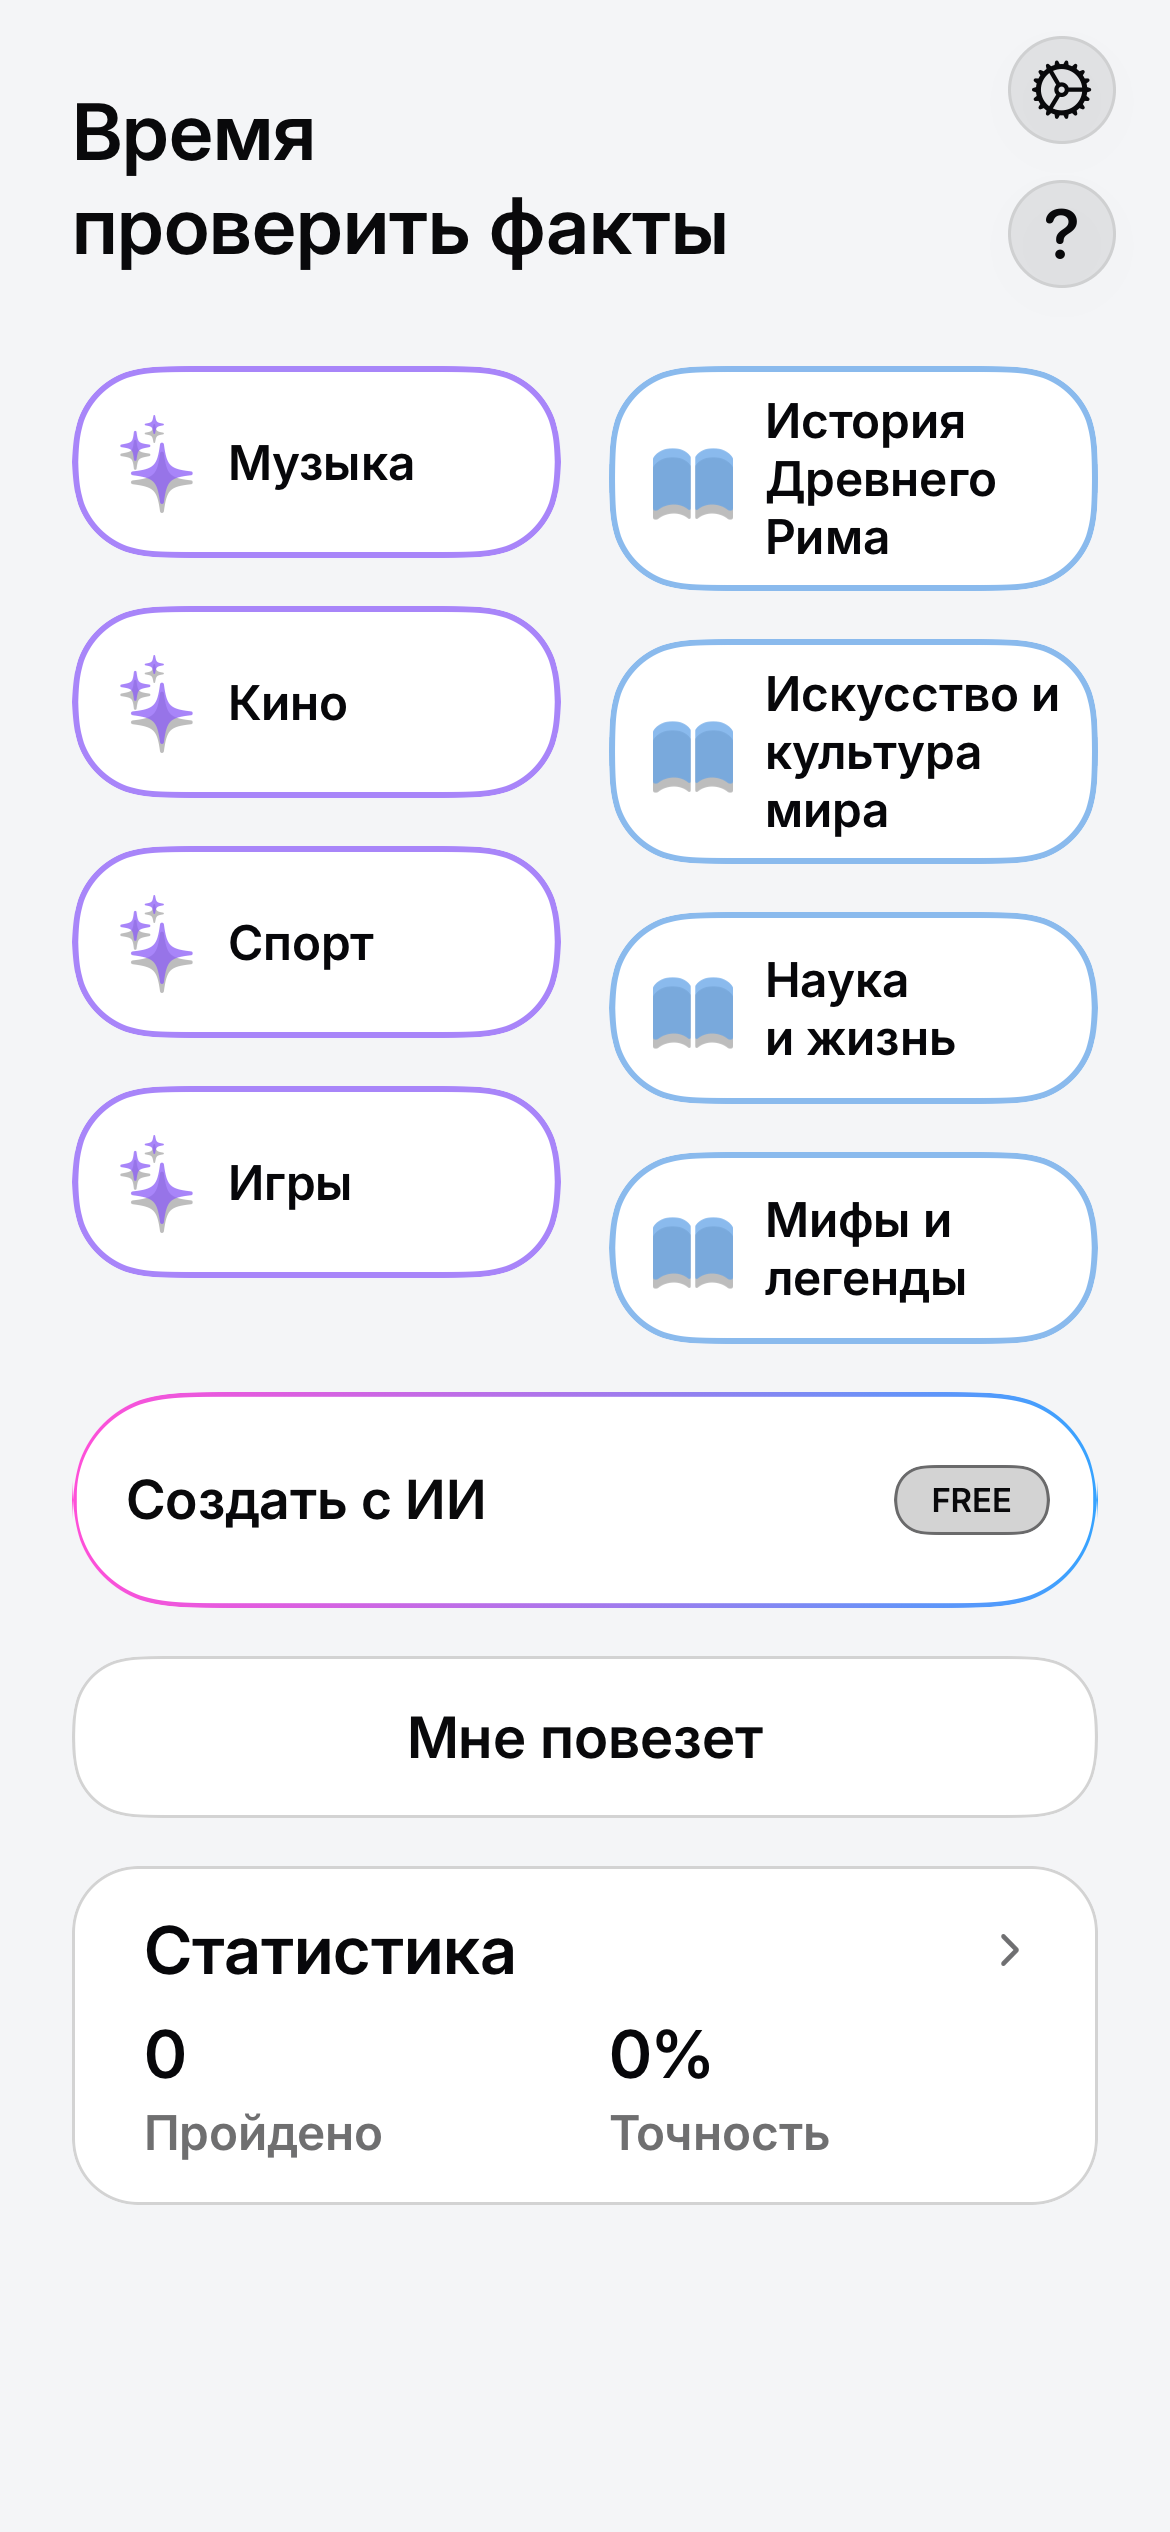 Время
проверить факты
?
Музыка
Кино
Спорт
Игры
История
Древнего
Рима
Искусство и
культура
мира
Наука
и жизнь
Мифы и
легенды
Создать с ИИ
FREE
Мне повезет
Статистика
0
Пройдено
0%
Точность